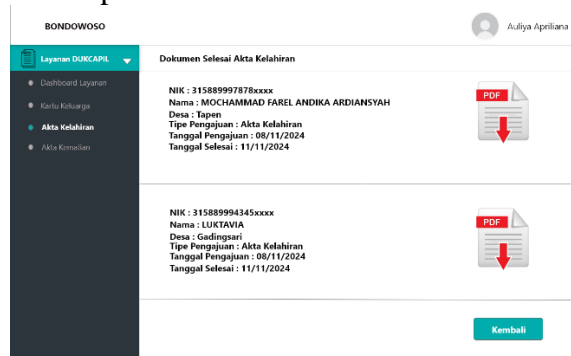 BONDOWOSO
Auliya Apriliana
Layanan DUKCAPIL
Dokumen Selesai Akta Kelahiran
Dashboard Layanan
Kartu Keluarga
Akta Kelahiran
Akta Kematian
NIK : 315889997878xxxx
Nama : MOCHAMMAD FAREL ANDIKA ARDIANSYAH
Desa : Tapen
Tipe Pengajuan : Akta Kelahiran
Tanggal Pengajuan : 08/11/2024
Tanggal Selesai : 11/11/2024
PDF
NIK : 315889994345xxxx
Nama : LUKTAVIA
Desa : Gadingsari
Tipe Pengajuan : Akta Kelahiran
Tanggal Pengajuan : 08/11/2024
Tanggal Selesai : 11/11/2024
PDF
Kembali